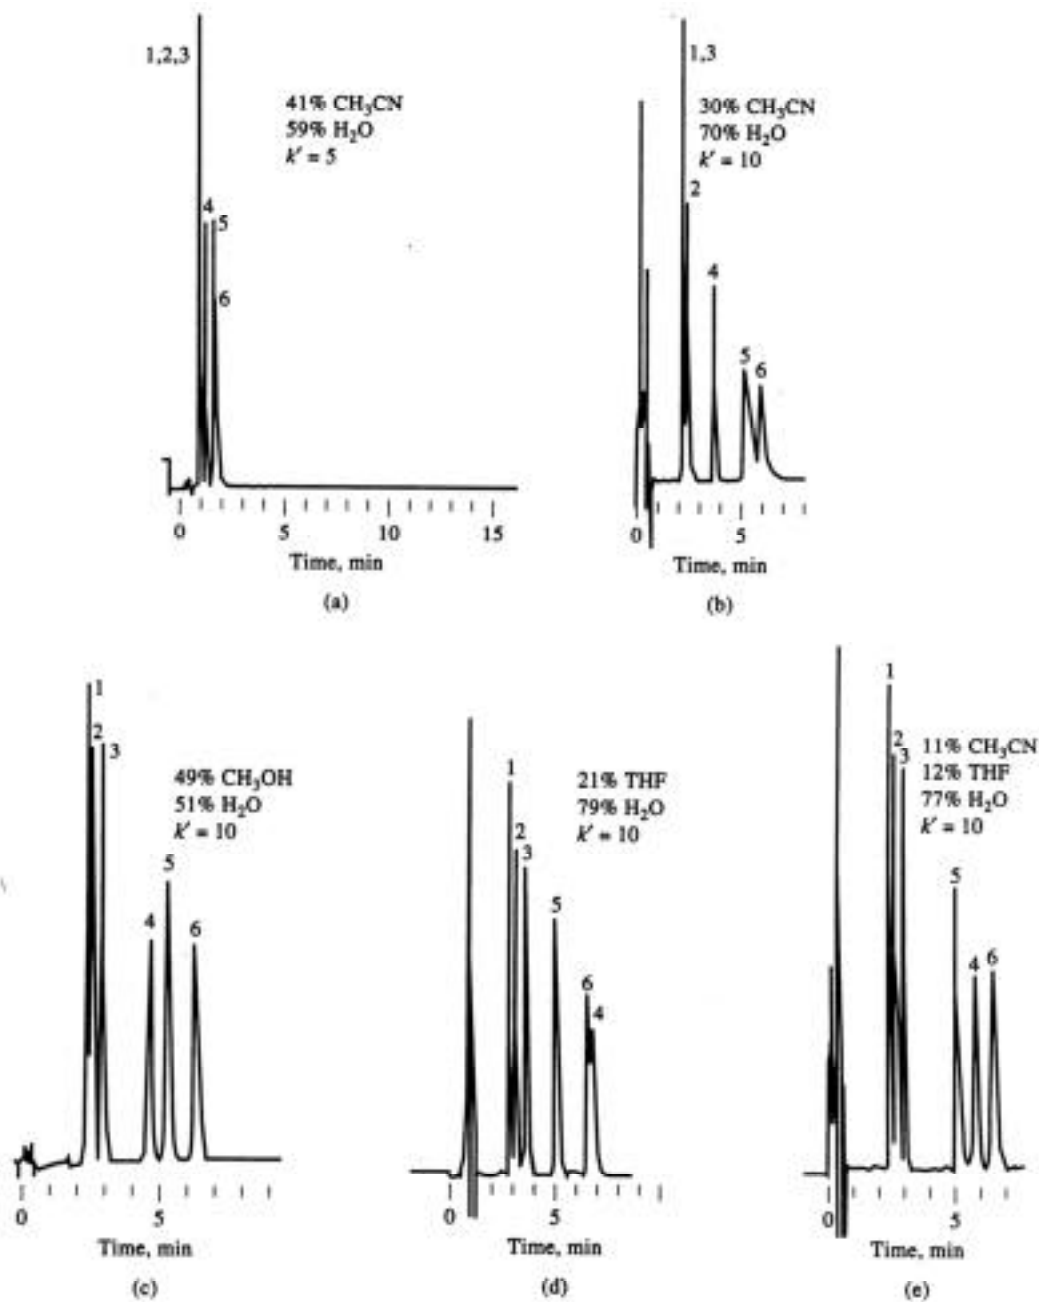 1,2,3
41% CH₃CN
59% H₂O
k' = 5
4
5
6
0 5 10 15
Time, min
(a)
1,3
30% CH₃CN
70% H₂O
k' = 10
2
4
5
6
0 5
Time, min
(b)
1
2
3
49% CH₃OH
51% H₂O
k' = 10
5
4
6
0 5
Time, min
(c)
1
21% THF
79% H₂O
k' = 10
2
3
5
6
4
0 5
Time, min
(d)
1
2
3
11% CH₃CN
12% THF
77% H₂O
k' = 10
5
4
6
0 5
Time, min
(e)